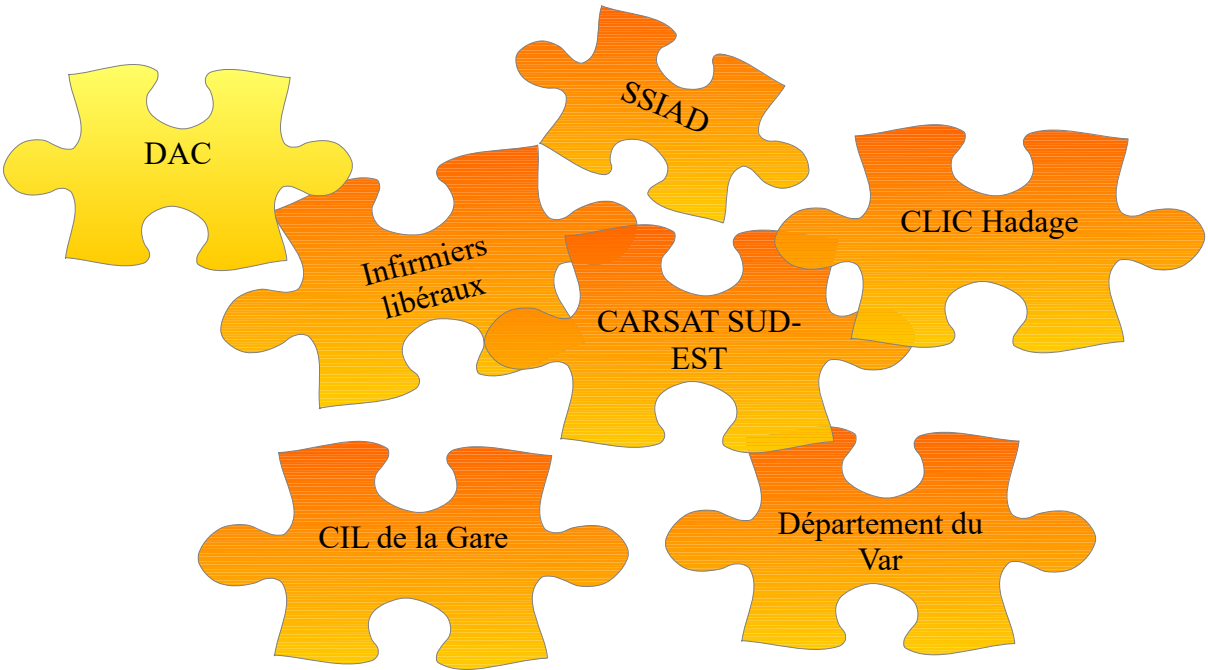 SSIAD
DAC
CLIC Hadage
Infirmiers
libéraux
CARSAT SUD-
EST
CIL de la Gare
Département du
Var